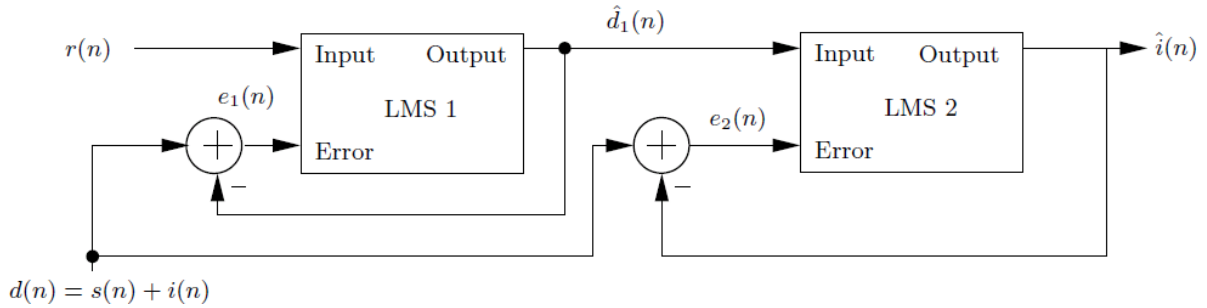 d̂₁(n)
r(n)
Input Output
Input Output
î(n)
e₁(n)
LMS 1
e₂(n)
LMS 2
+
Error
+
Error
−
−
d(n) = s(n) + i(n)